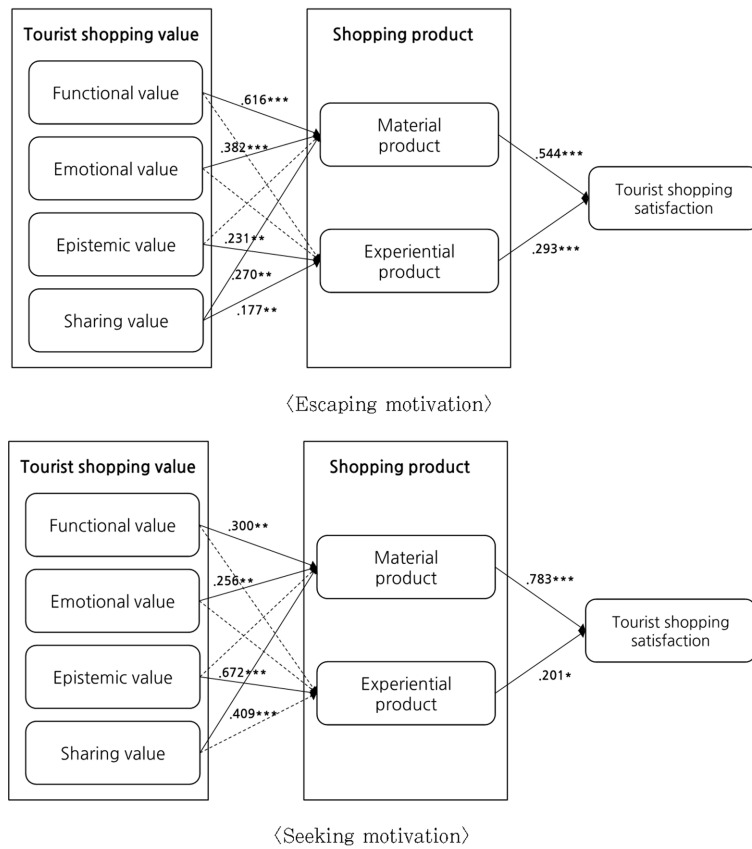 Tourist shopping value
Shopping product
Functional value
Emotional value
Epistemic value
Sharing value
.616***
.382***
.231**
.270**
.177**
Material
product
Experiential
product
.544***
.293***
Tourist shopping
satisfaction
〈Escaping motivation〉
Tourist shopping value
Shopping product
Functional value
Emotional value
Epistemic value
Sharing value
.300**
.256**
.672***
.409***
Material
product
Experiential
product
.783***
.201*
Tourist shopping
satisfaction
〈Seeking motivation〉